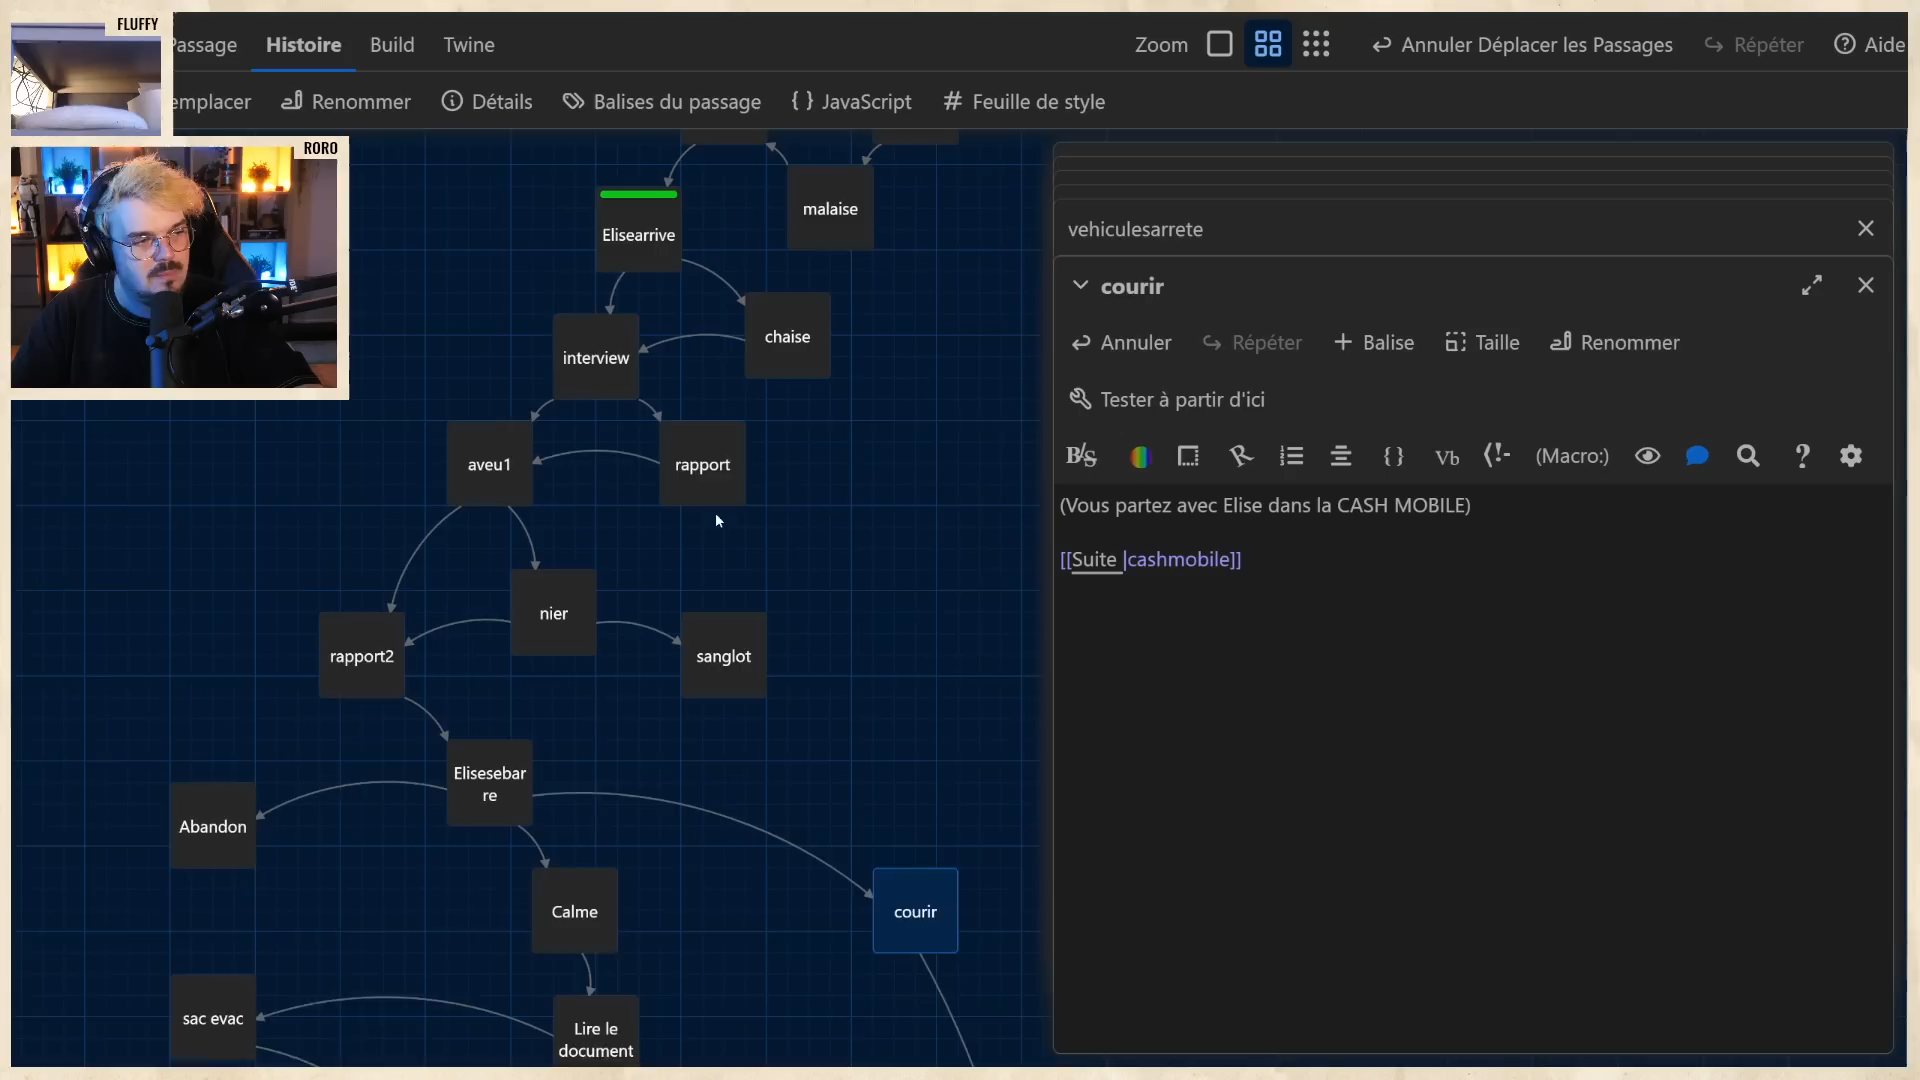 FLUFFY
Passage
Histoire
Build
Twine
Zoom
Annuler Déplacer les Passages
Répéter
Aide
emplacer
Renommer
Détails
Balises du passage
{ } JavaScript
# Feuille de style
RORO
malaise
Elisearrive
chaise
interview
aveu1
rapport
nier
rapport2
sanglot
Elisesebar
re
Abandon
Calme
courir
sac evac
Lire le
document
vehiculesarrete
courir
Annuler
Répéter
+ Balise
Taille
Renommer
Tester à partir d'ici
(Macro:)
(Vous partez avec Elise dans la CASH MOBILE)
[[Suite |cashmobile]]